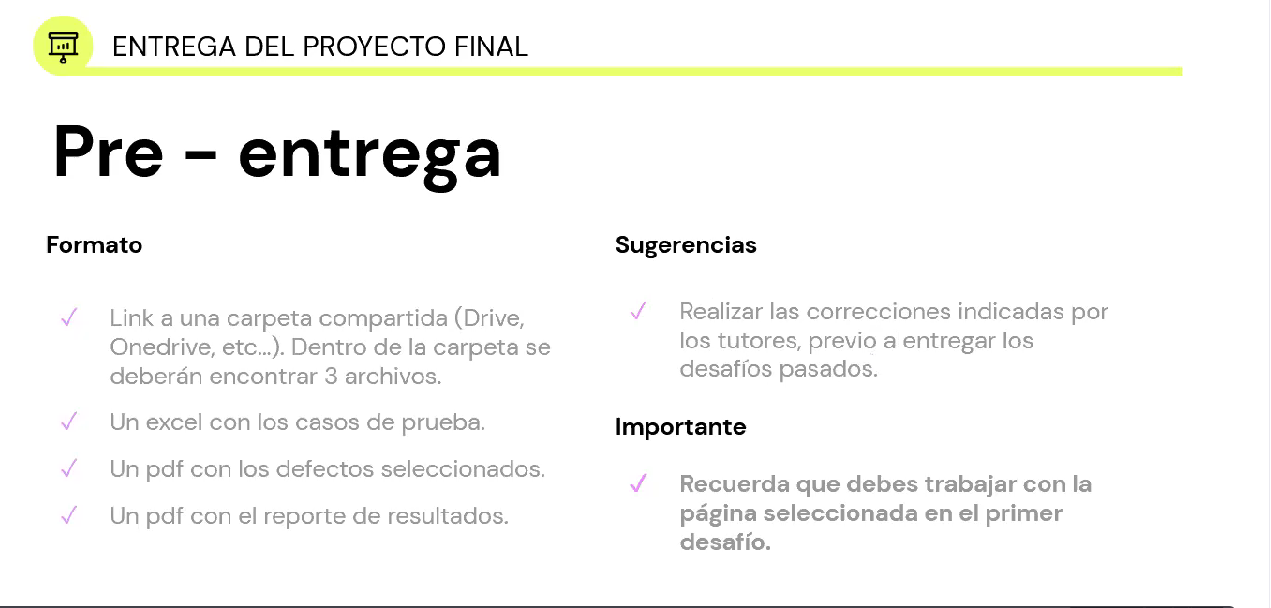 ENTREGA DEL PROYECTO FINAL
Pre - entrega
Formato
Link a una carpeta compartida (Drive,
Onedrive, etc...). Dentro de la carpeta se
deberán encontrar 3 archivos.
Un excel con los casos de prueba.
Un pdf con los defectos seleccionados.
Un pdf con el reporte de resultados.
Sugerencias
Realizar las correcciones indicadas por
los tutores, previo a entregar los
desafíos pasados.
Importante
Recuerda que debes trabajar con la
página seleccionada en el primer
desafío.